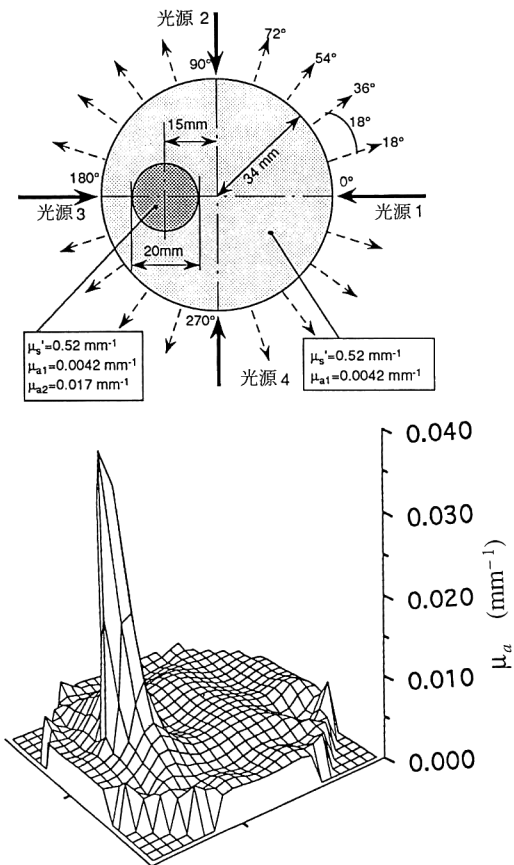 光源 2
72°
90°
54°
36°
15mm
18°
18°
34 mm
180°
0°
光源 3
光源 1
20mm
270°
μs'=0.52 mm⁻¹
μa1=0.0042 mm⁻¹
μa2=0.017 mm⁻¹
光源 4
μs'=0.52 mm⁻¹
μa1=0.0042 mm⁻¹
0.040
0.030
0.020
0.010
0.000
μa (mm⁻¹)